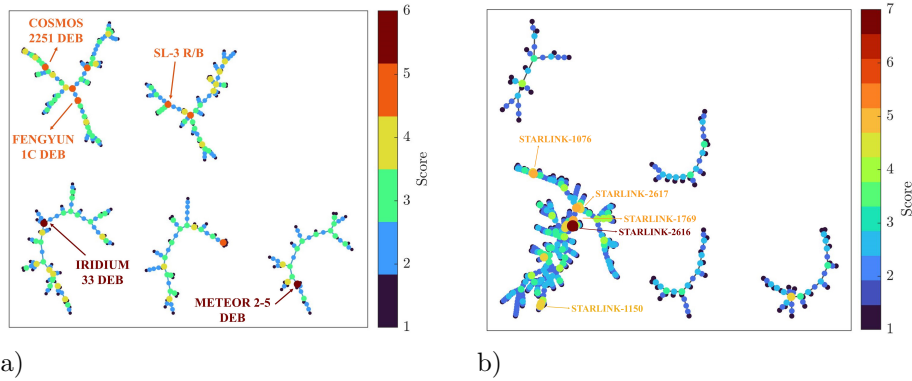 COSMOS
2251 DEB
SL-3 R/B
FENGYUN
1C DEB
IRIDIUM
33 DEB
METEOR 2-5
DEB
6
5
4
3
2
1
Score
a)
STARLINK-1076
STARLINK-2617
STARLINK-1769
STARLINK-2616
STARLINK-1150
7
6
5
4
3
2
1
Score
b)